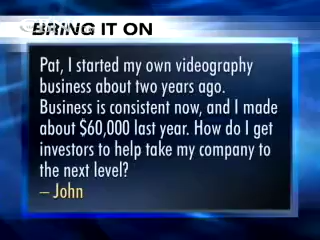 BRING IT ON
Pat, I started my own videography
business about two years ago.
Business is consistent now, and I made
about $60,000 last year. How do I get
investors to help take my company to
the next level?
– John